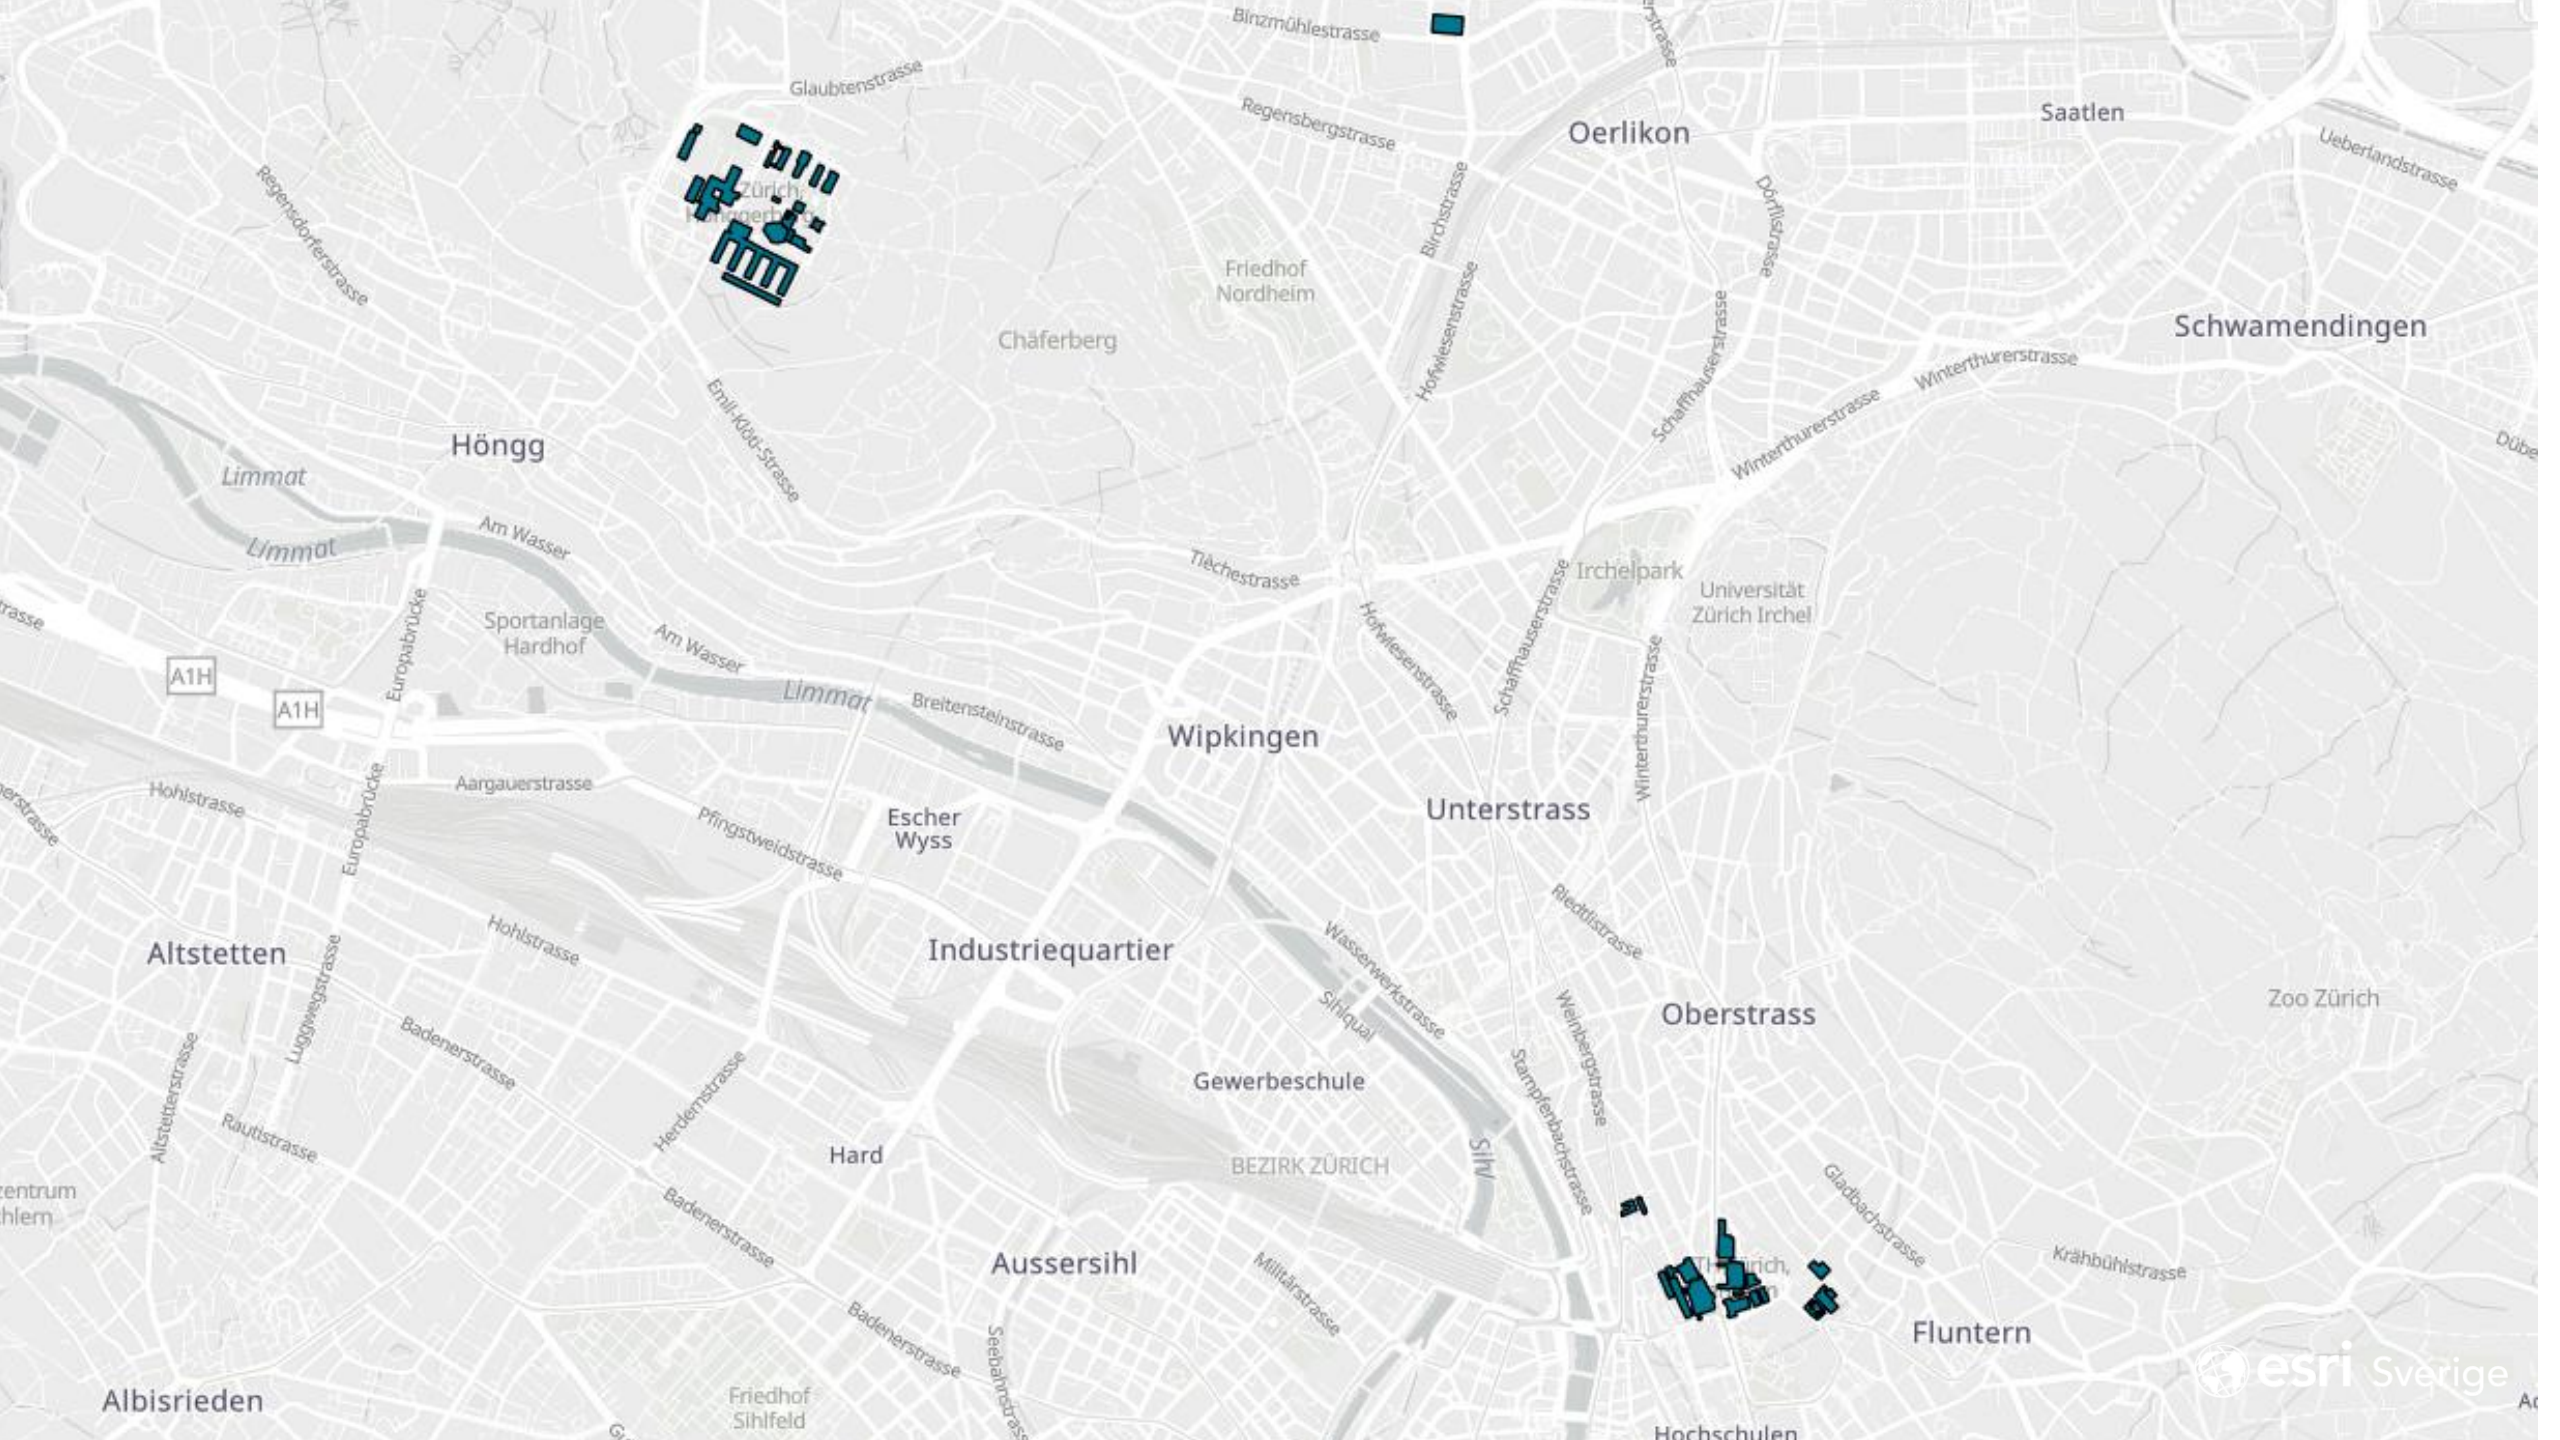 Binzmühlestrasse
Glaubtenstrasse
Regensbergstrasse
Oerlikon
Saatlen
Ueberlandstrasse
Regensdorferstrasse
Zürich,
Birchstrasse
Dörflistrasse
Friedhof
Nordheim
Chäferberg
Hofwiesenstrasse
Schaffhauserstrasse
Schwamendingen
Winterthurerstrasse
Winterthurerstrasse
Emil-Klöti-Strasse
Höngg
Limmat
Limmat
Am Wasser
Tièchestrasse
Irchelpark
Universität
Zürich Irchel
Europabrücke
Sportanlage
Hardhof
Am Wasser
Hofwiesenstrasse
Schaffhauserstrasse
Winterthurerstrasse
A1H
A1H
Limmat
Breitensteinstrasse
Wipkingen
Aargauerstrasse
Hohlstrasse
Europabrücke
Pfingstweidstrasse
Escher
Wyss
Unterstrass
Riedtlistrasse
Altstetten
Hohlstrasse
Industriequartier
Wasserwerkstrasse
Sihlquai
Luggwegstrasse
Badenerstrasse
Weinbergstrasse
Oberstrass
Zoo Zürich
Altstetterstrasse
Rautistrasse
Herdernstrasse
Gewerbeschule
Stampfenbachstrasse
Hard
BEZIRK ZÜRICH
Sihl
Gladbachstrasse
Badenerstrasse
Aussersihl
Militärstrasse
Krähbühlstrasse
Badenerstrasse
Seebahnstrass
Fluntern
esri Sverige
Albisrieden
Friedhof
Sihlfeld
Hochschulen